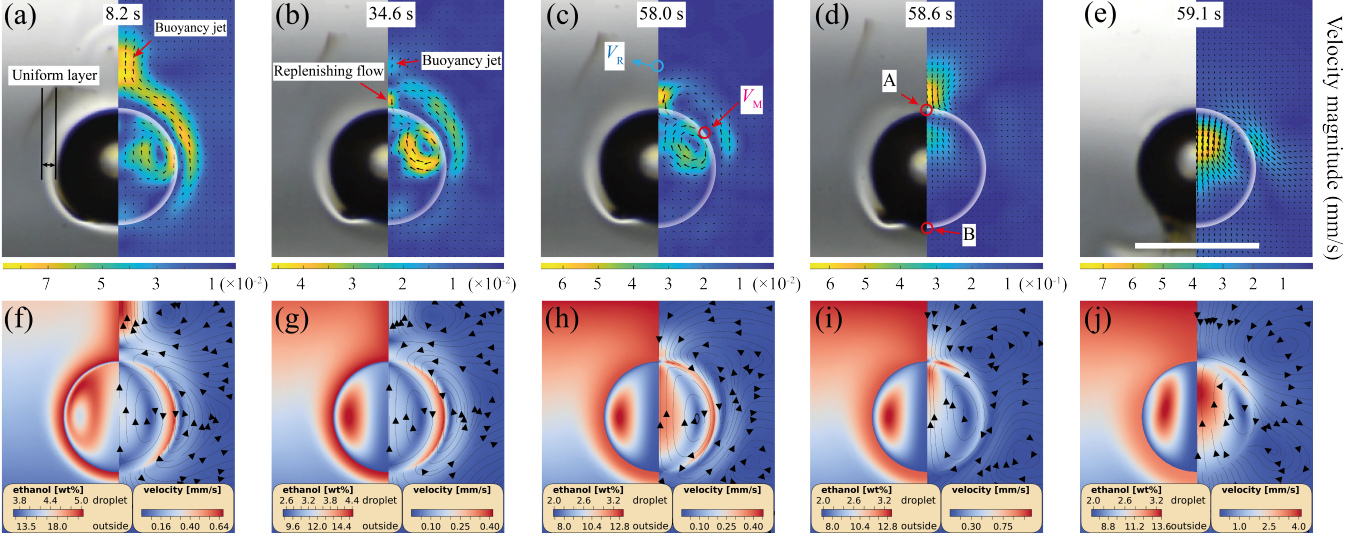 (a) 8.2 s
Buoyancy jet
Uniform layer
(b) 34.6 s
Buoyancy jet
Replenishing flow
(c) 58.0 s
V_R
V_M
(d) 58.6 s
A
B
(e) 59.1 s
Velocity magnitude (mm/s)
7 5 3 1 (×10⁻²)
4 3 2 1 (×10⁻²)
6 5 4 3 2 1 (×10⁻²)
6 5 4 3 2 1 (×10⁻¹)
7 6 5 4 3 2 1
(f)
ethanol [wt%]
3.8 4.4 5.0 droplet
13.5 18.0 outside
velocity [mm/s]
0.16 0.40 0.64
(g)
ethanol [wt%]
2.6 3.2 3.8 4.4 droplet
9.6 12.0 14.4 outside
velocity [mm/s]
0.10 0.25 0.40
(h)
ethanol [wt%]
2.0 2.6 3.2 droplet
8.0 10.4 12.8 outside
velocity [mm/s]
0.10 0.25 0.40
(i)
ethanol [wt%]
2.0 2.6 3.2 droplet
8.0 10.4 12.8 outside
velocity [mm/s]
0.30 0.75
(j)
ethanol [wt%]
2.0 2.6 3.2 droplet
8.8 11.2 13.6 outside
velocity [mm/s]
1.0 2.5 4.0